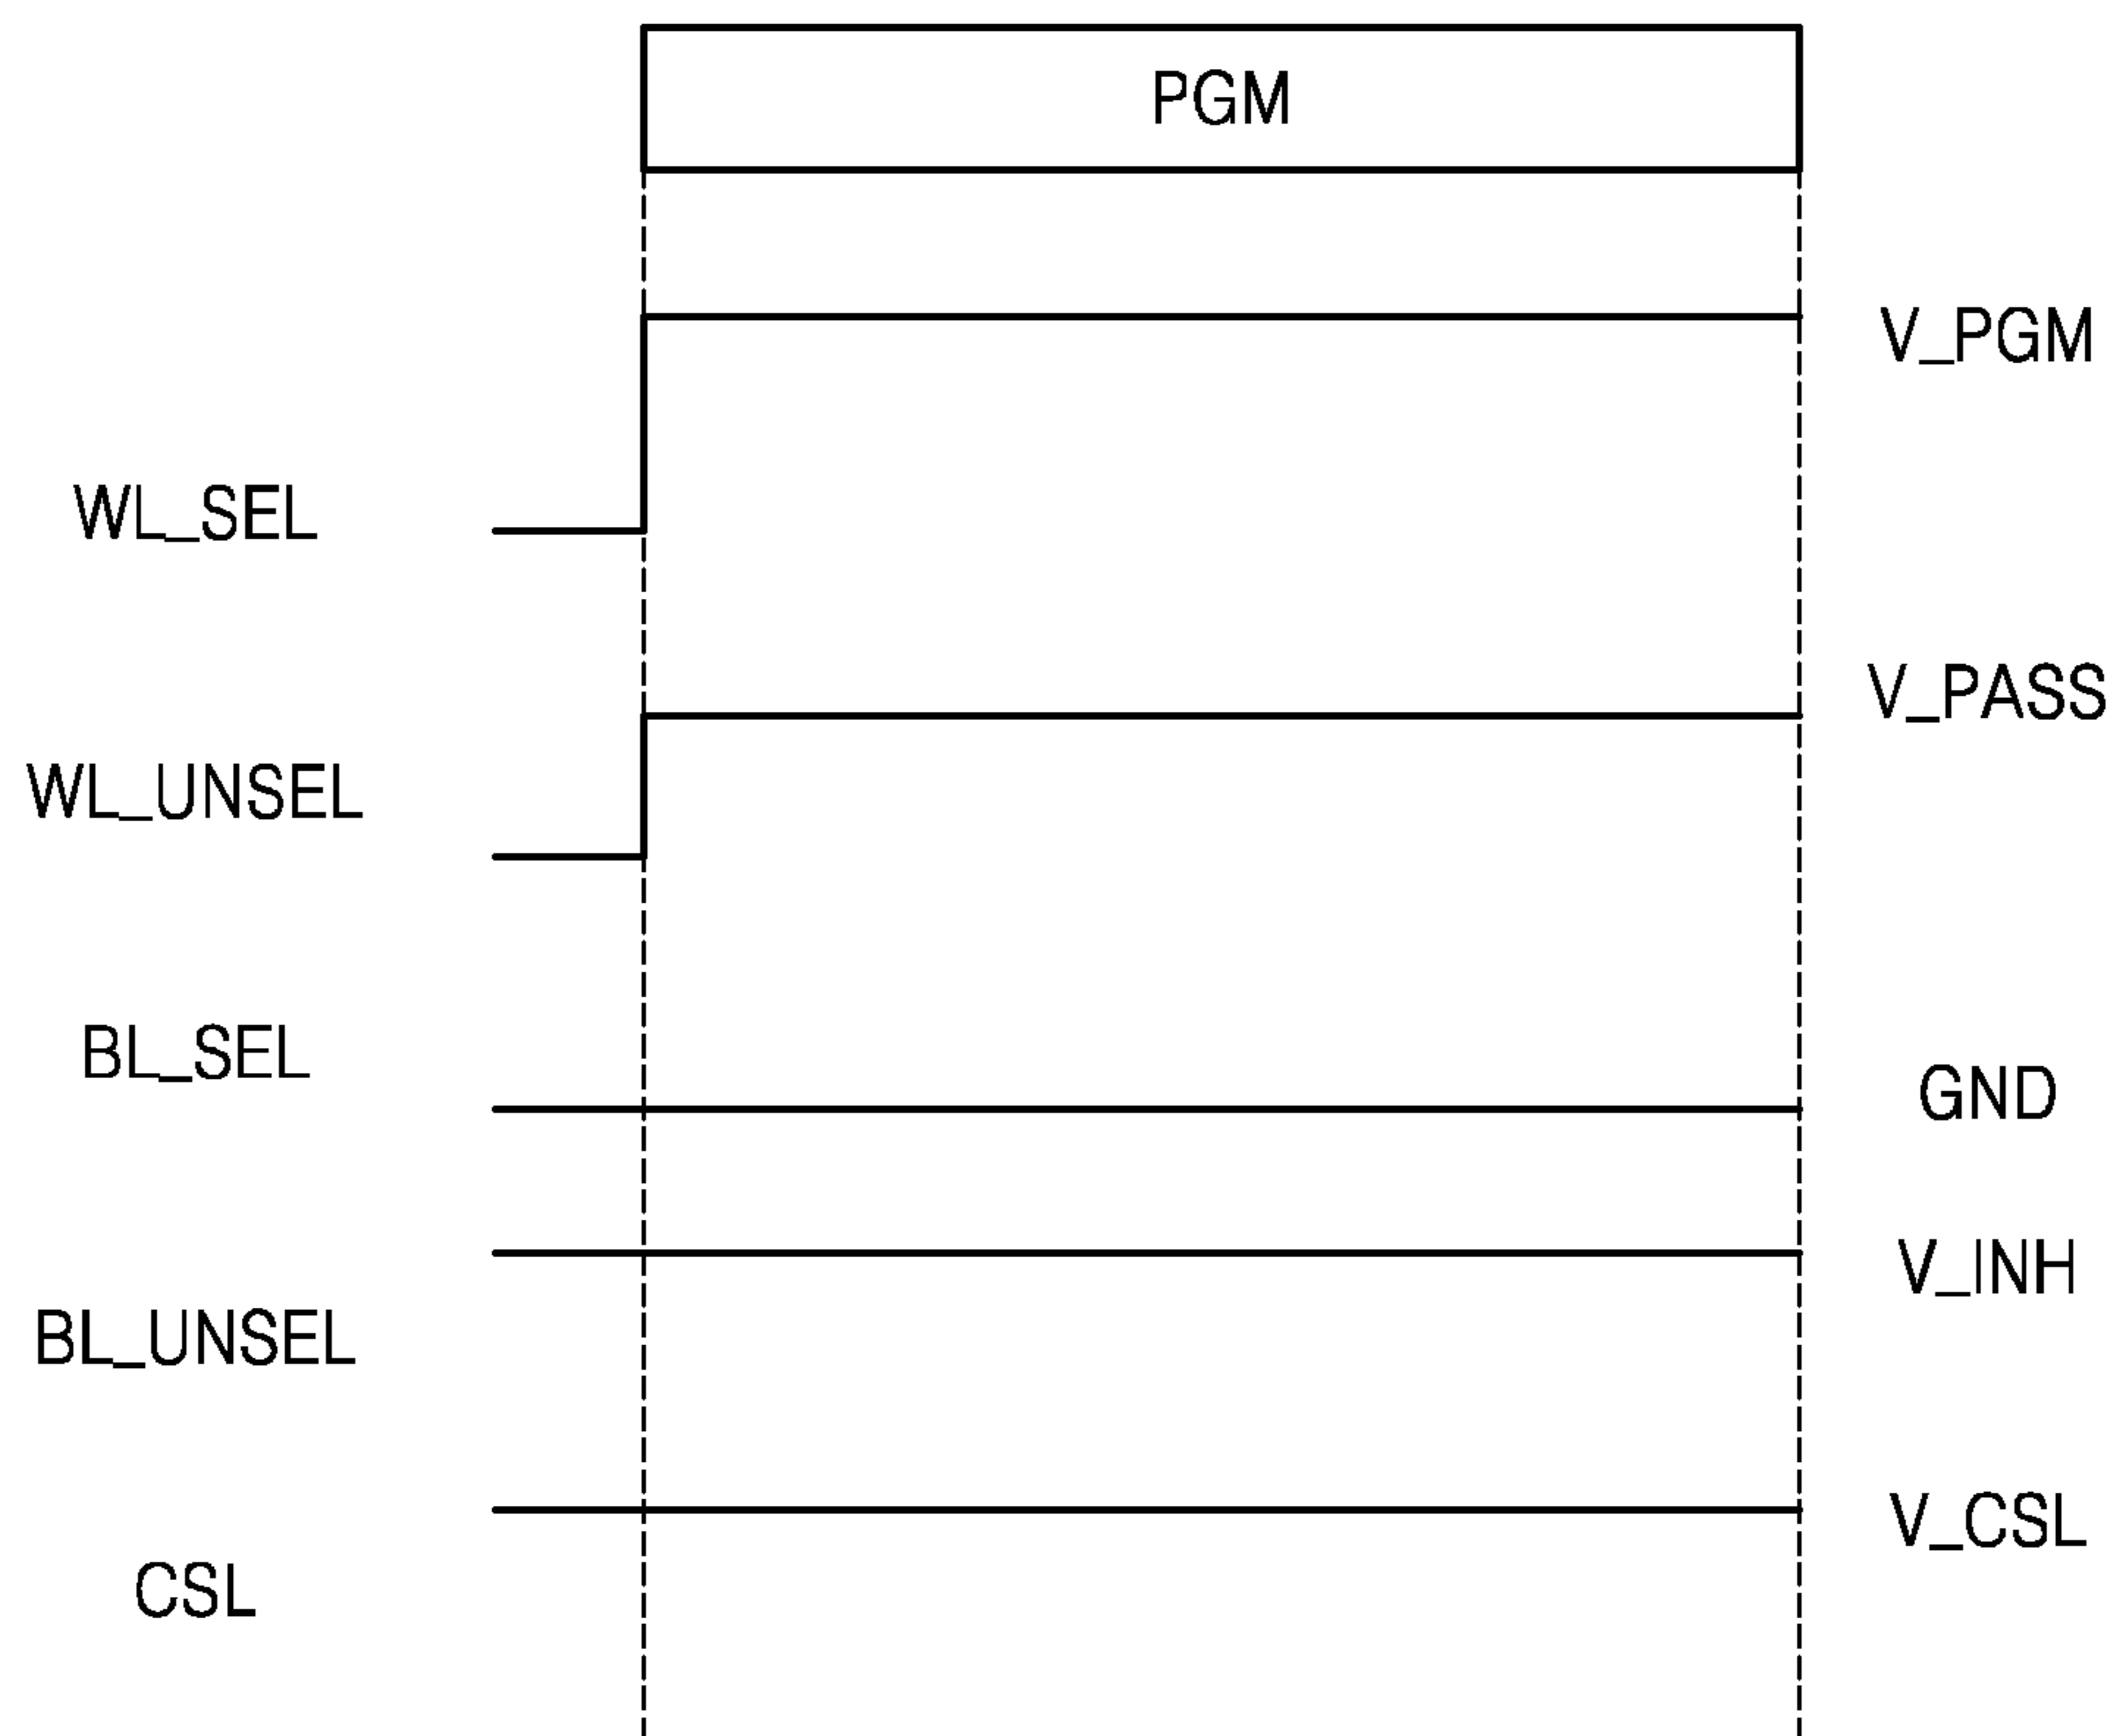 PGM
V_PGM
WL_SEL
V_PASS
WL_UNSEL
BL_SEL
GND
V_INH
BL_UNSEL
V_CSL
CSL